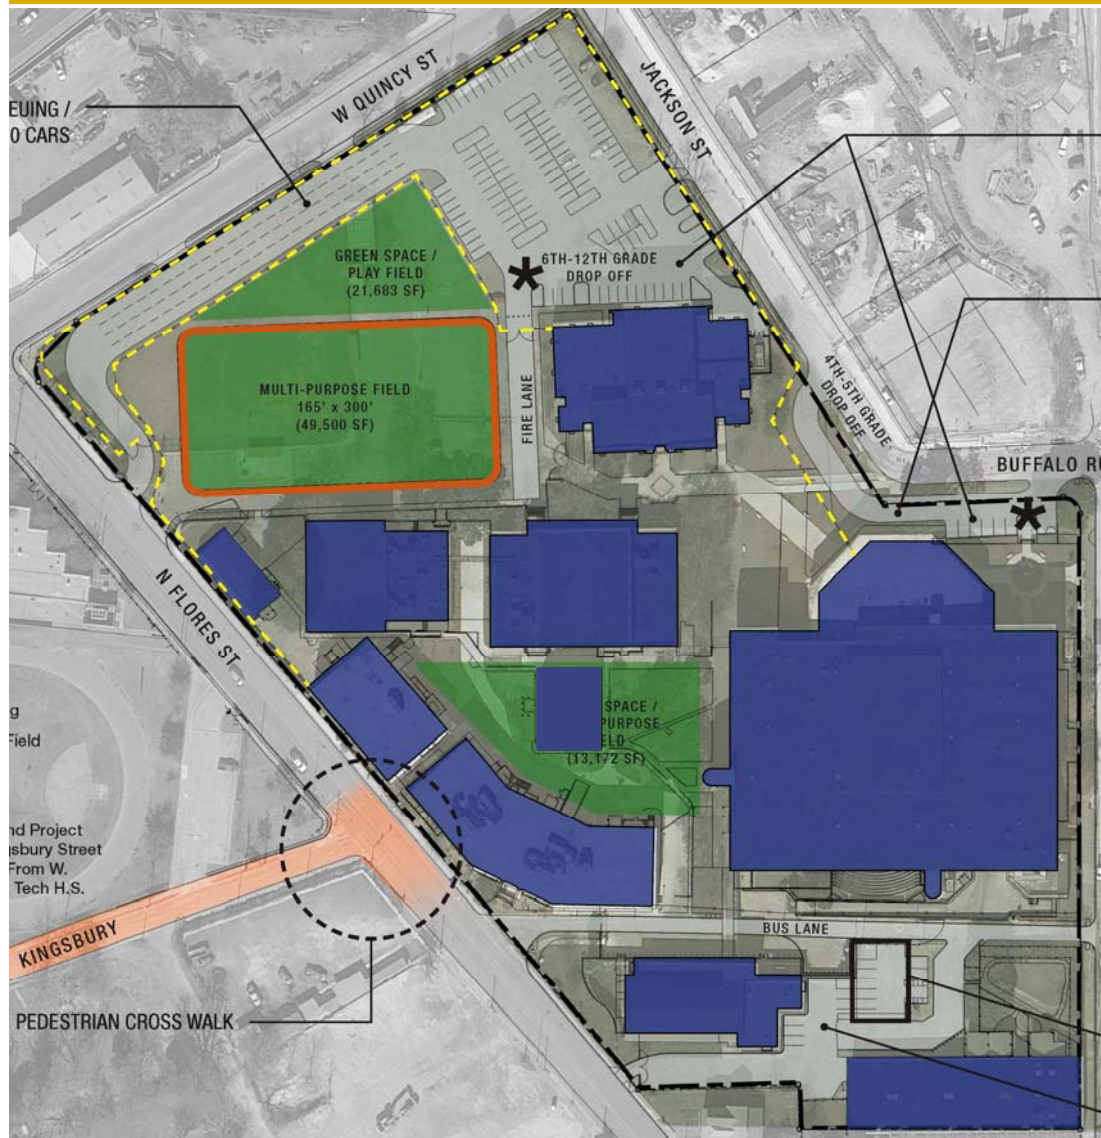 W QUINCY ST
JACKSON ST
EUING /
0 CARS
GREEN SPACE /
PLAY FIELD
(21,683 SF)
6TH-12TH GRADE
DROP OFF
MULTI-PURPOSE FIELD
165' x 300'
(49,500 SF)
FIRE LANE
4TH-5TH GRADE
DROP OFF
BUFFALO RU
N FLORES ST
SPACE /
PURPOSE
ELD
(13,172 SF)
g
Field
nd Project
gsbury Street
From W.
Tech H.S.
KINGSBURY
BUS LANE
PEDESTRIAN CROSS WALK